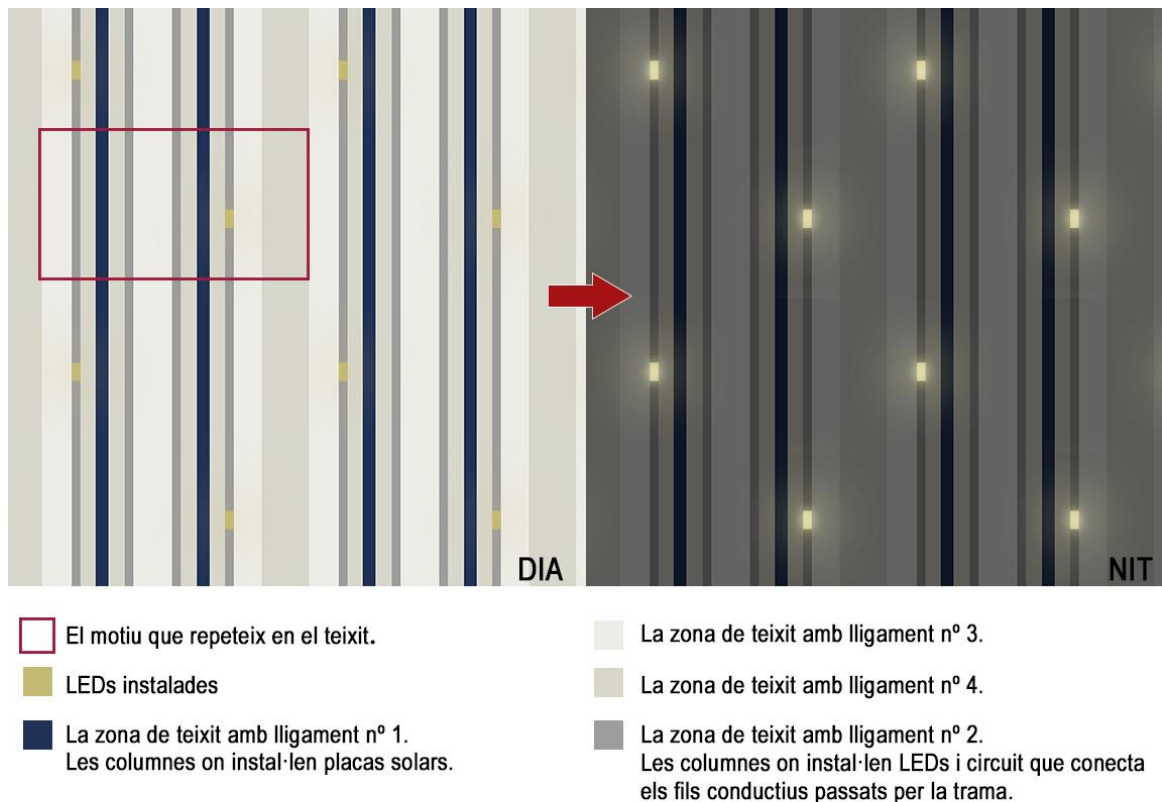 DIA
NIT
El motiu que repeteix en el teixit.
LEDs instalades
La zona de teixit amb lligament nº 1.
Les columnes on instal·len placas solars.
La zona de teixit amb lligament nº 3.
La zona de teixit amb lligament nº 4.
La zona de teixit amb lligament nº 2.
Les columnes on instal·len LEDs i circuit que conecta
els fils conductius passats per la trama.